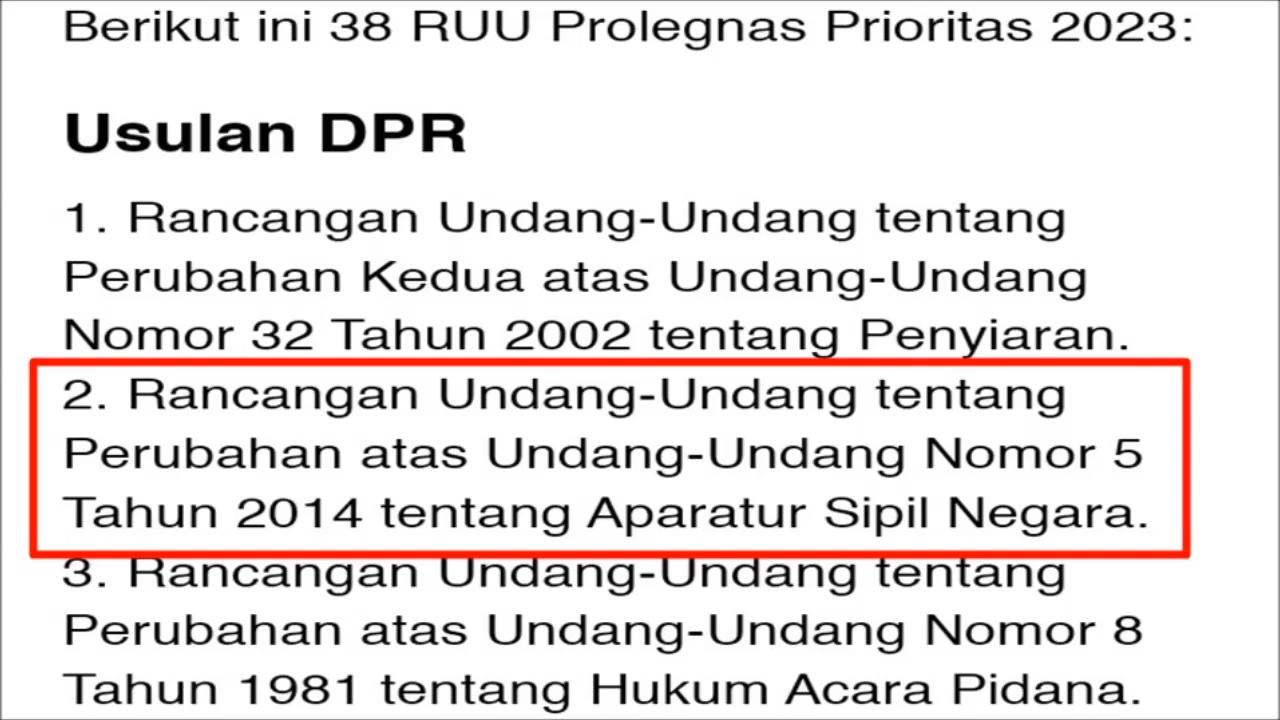 Berikut ini 38 RUU Prolegnas Prioritas 2023:
Usulan DPR
1. Rancangan Undang-Undang tentang
Perubahan Kedua atas Undang-Undang
Nomor 32 Tahun 2002 tentang Penyiaran.
2. Rancangan Undang-Undang tentang
Perubahan atas Undang-Undang Nomor 5
Tahun 2014 tentang Aparatur Sipil Negara.
3. Rancangan Undang-Undang tentang
Perubahan atas Undang-Undang Nomor 8
Tahun 1981 tentang Hukum Acara Pidana.